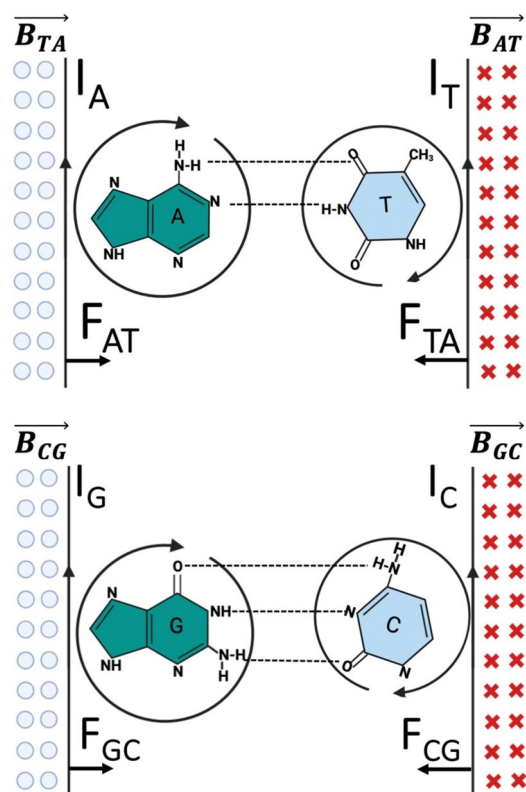 B_TA B_AT
I_A I_T
H
N-H O CH₃
N A N H-N T
NH N O NH
F_AT F_TA
B_CG B_GC
I_G I_C
O H-N H
N G NH N C
NH N N-H O N
H
F_GC F_CG